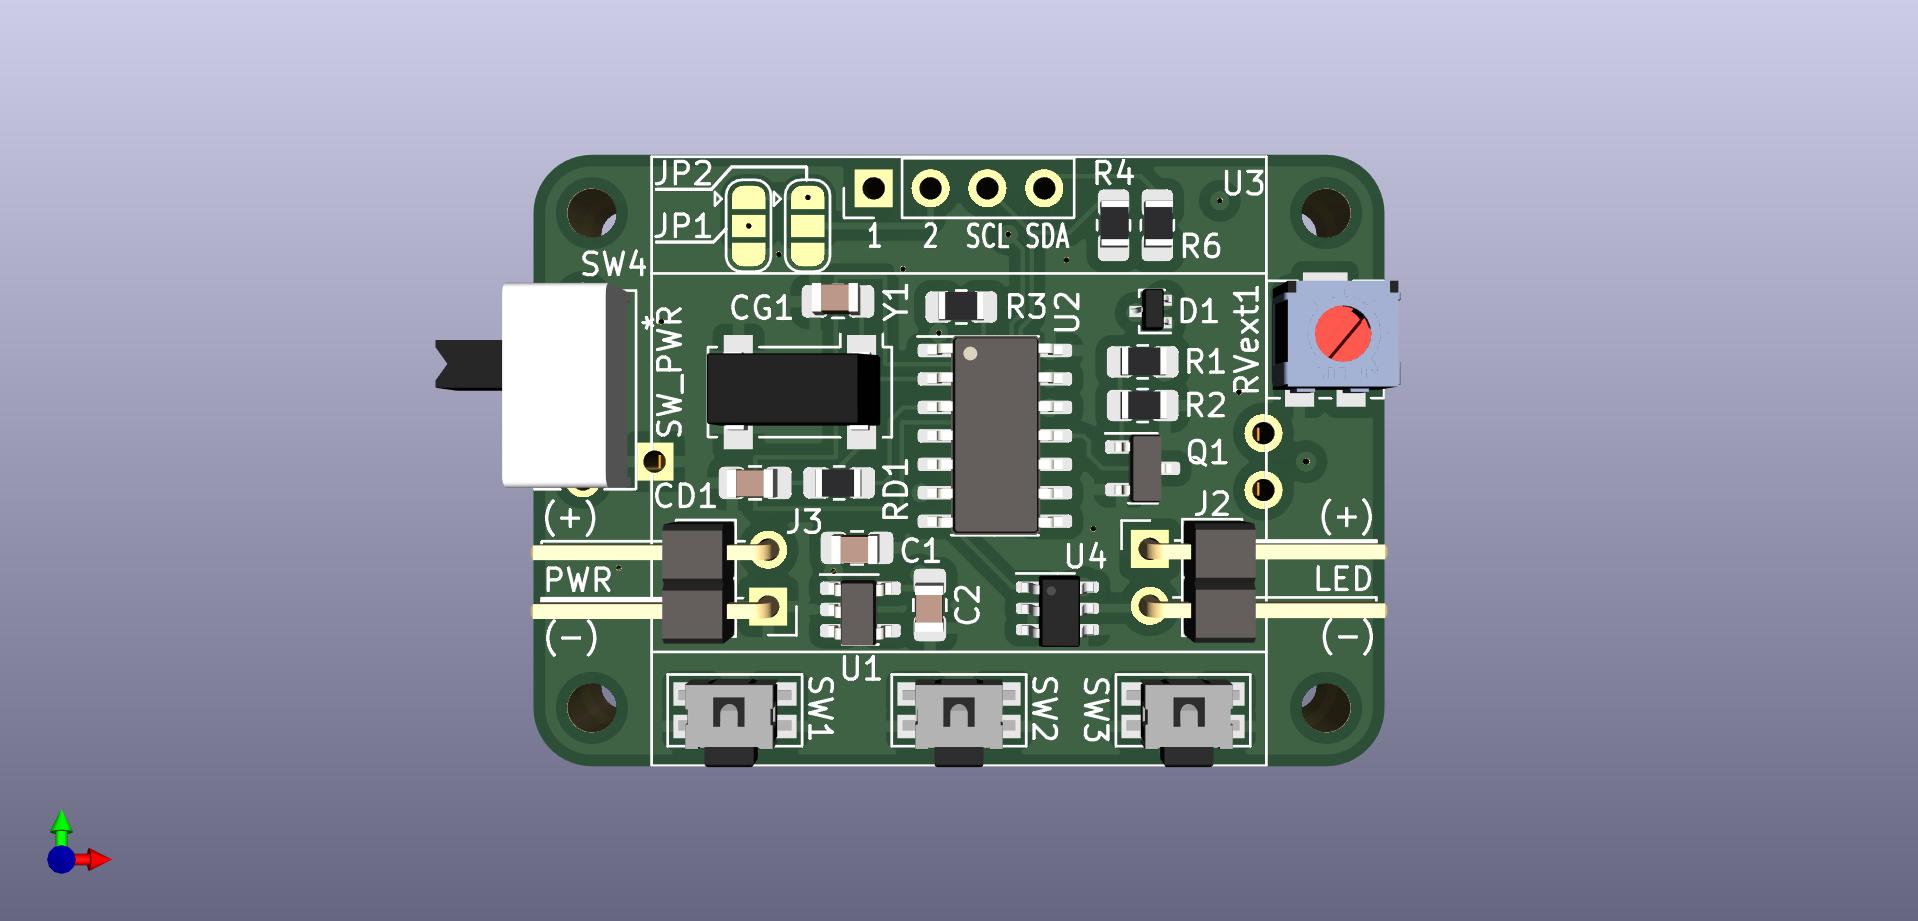 JP2
R4
U3
JP1
1
2
SCL
SDA
R6
SW4
CG1
Y1
R3
U2
D1
RVext1
*
SW_PWR
R1
R2
Q1
CD1
RD1
J3
J2
(+)
(+)
C1
U4
PWR
LED
C2
(-)
(-)
U1
SW1
SW2
SW3